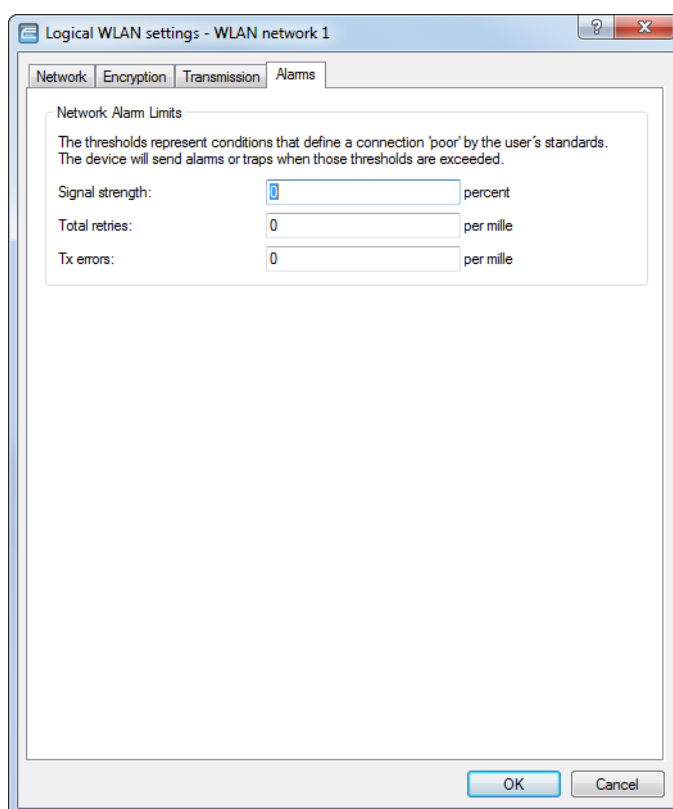 Logical WLAN settings - WLAN network 1
?
Network Encryption Transmission Alarms
Network Alarm Limits
The thresholds represent conditions that define a connection 'poor' by the user´s standards.
The device will send alarms or traps when those thresholds are exceeded.
Signal strength: 0 percent
Total retries: 0 per mille
Tx errors: 0 per mille
OK Cancel